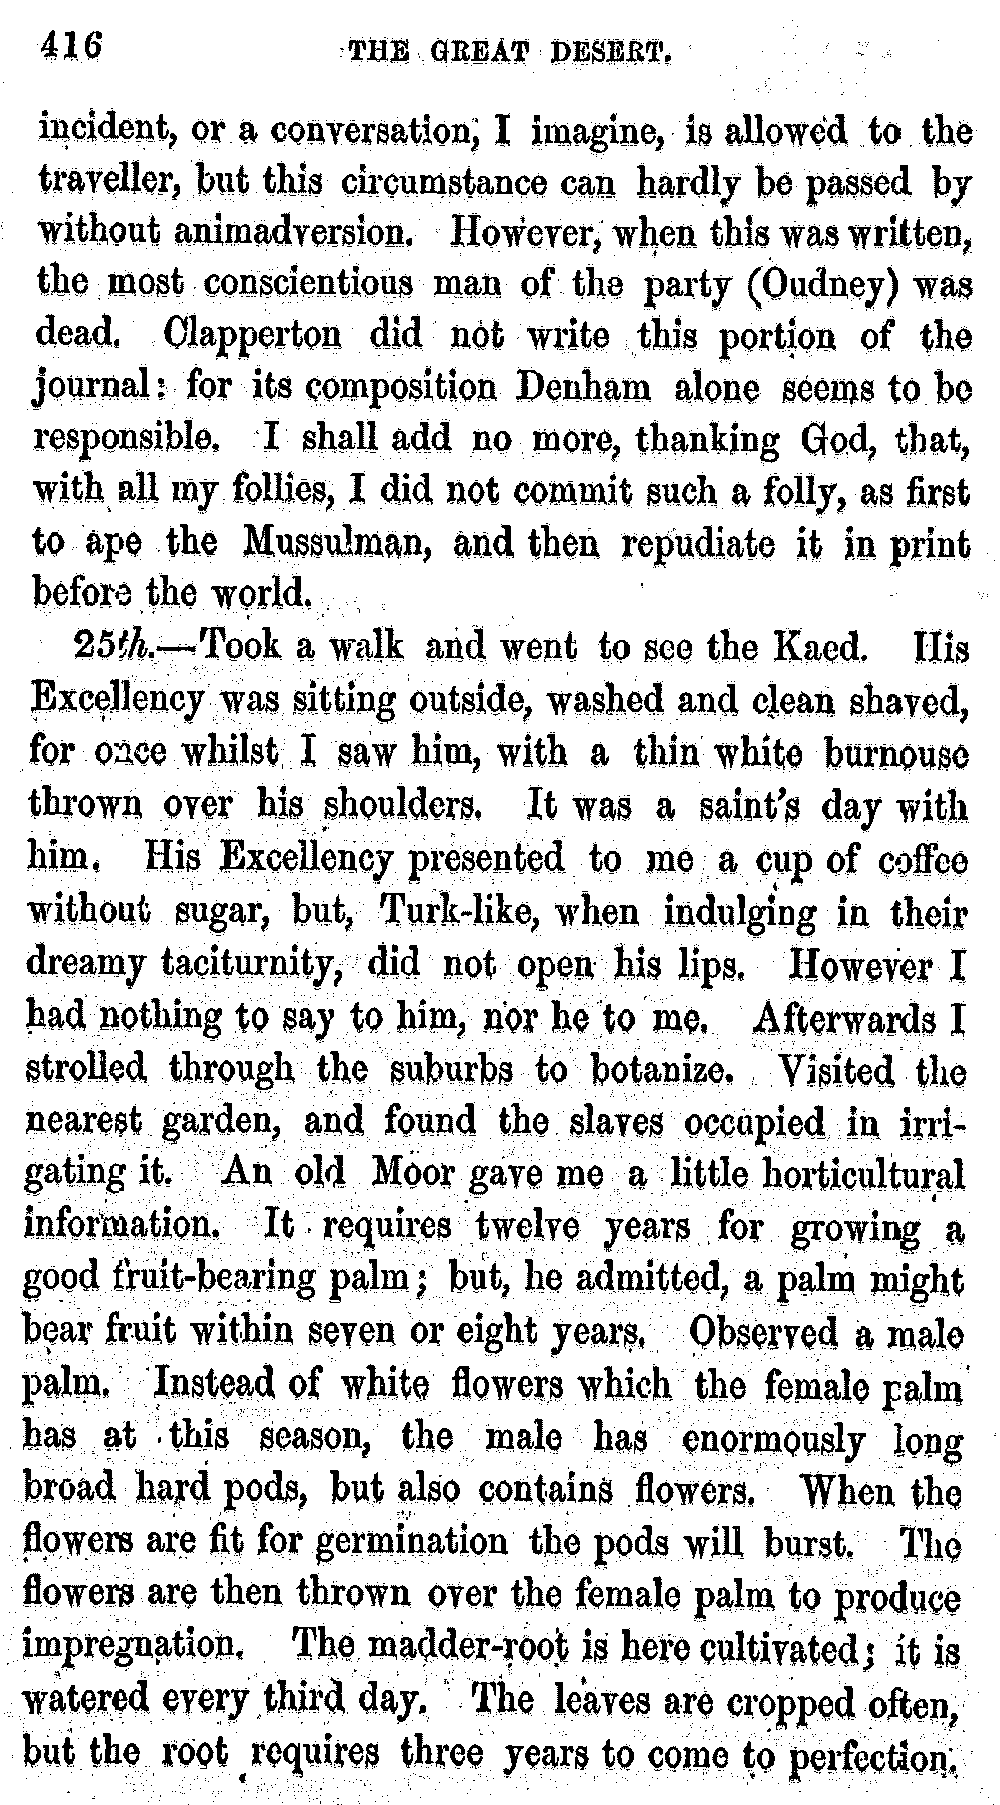 416 THE GREAT DESERT.
incident, or a conversation, I imagine, is allowed to the
traveller, but this circumstance can hardly be passed by
without animadversion. However, when this was written,
the most conscientious man of the party (Oudney) was
dead. Clapperton did not write this portion of the
journal: for its composition Denham alone seems to be
responsible. I shall add no more, thanking God, that,
with all my follies, I did not commit such a folly, as first
to ape the Mussulman, and then repudiate it in print
before the world.
25th.—Took a walk and went to see the Kaed. His
Excellency was sitting outside, washed and clean shaved,
for once whilst I saw him, with a thin white burnouse
thrown over his shoulders. It was a saint's day with
him. His Excellency presented to me a cup of coffee
without sugar, but, Turk-like, when indulging in their
dreamy taciturnity, did not open his lips. However I
had nothing to say to him, nor he to me. Afterwards I
strolled through the suburbs to botanize. Visited the
nearest garden, and found the slaves occupied in irri-
gating it. An old Moor gave me a little horticultural
information. It requires twelve years for growing a
good fruit-bearing palm; but, he admitted, a palm might
bear fruit within seven or eight years. Observed a male
palm. Instead of white flowers which the female palm
has at this season, the male has enormously long
broad hard pods, but also contains flowers. When the
flowers are fit for germination the pods will burst. The
flowers are then thrown over the female palm to produce
impregnation. The madder-root is here cultivated; it is
watered every third day. The leaves are cropped often,
but the root requires three years to come to perfection.